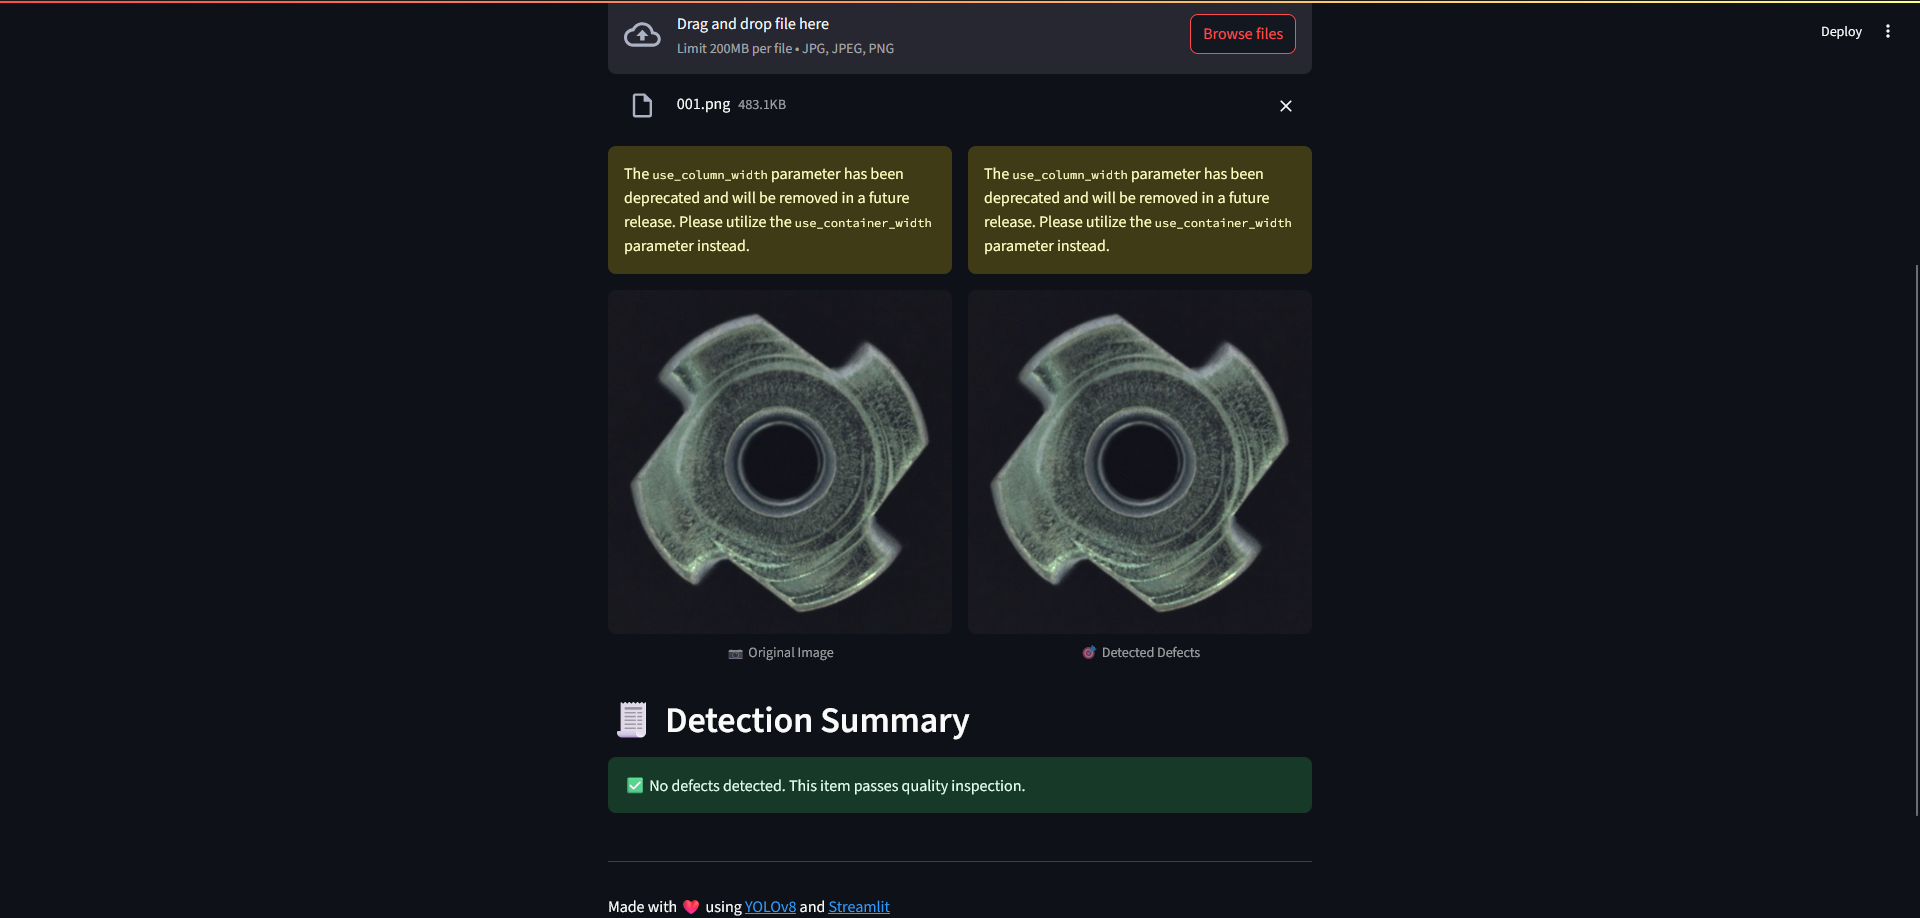 Drag and drop file here
Limit 200MB per file • JPG, JPEG, PNG
Browse files
Deploy
001.png 483.1KB
The use_column_width parameter has been
deprecated and will be removed in a future
release. Please utilize the use_container_width
parameter instead.
The use_column_width parameter has been
deprecated and will be removed in a future
release. Please utilize the use_container_width
parameter instead.
📷 Original Image
🎯 Detected Defects
🧾 Detection Summary
✅ No defects detected. This item passes quality inspection.
Made with ❤️ using YOLOv8 and Streamlit